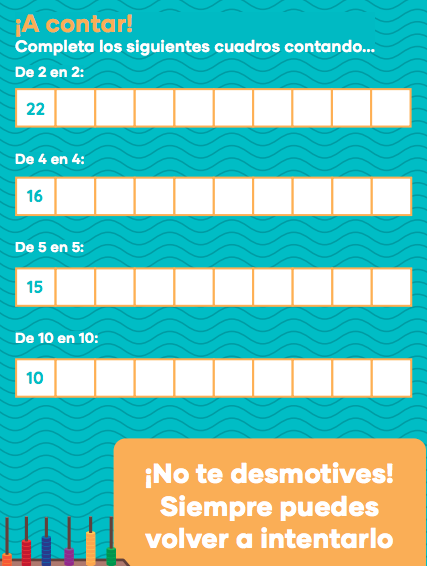 ¡A contar!
Completa los siguientes cuadros contando...
De 2 en 2:
22
De 4 en 4:
16
De 5 en 5:
15
De 10 en 10:
10
¡No te desmotives!
Siempre puedes
volver a intentarlo